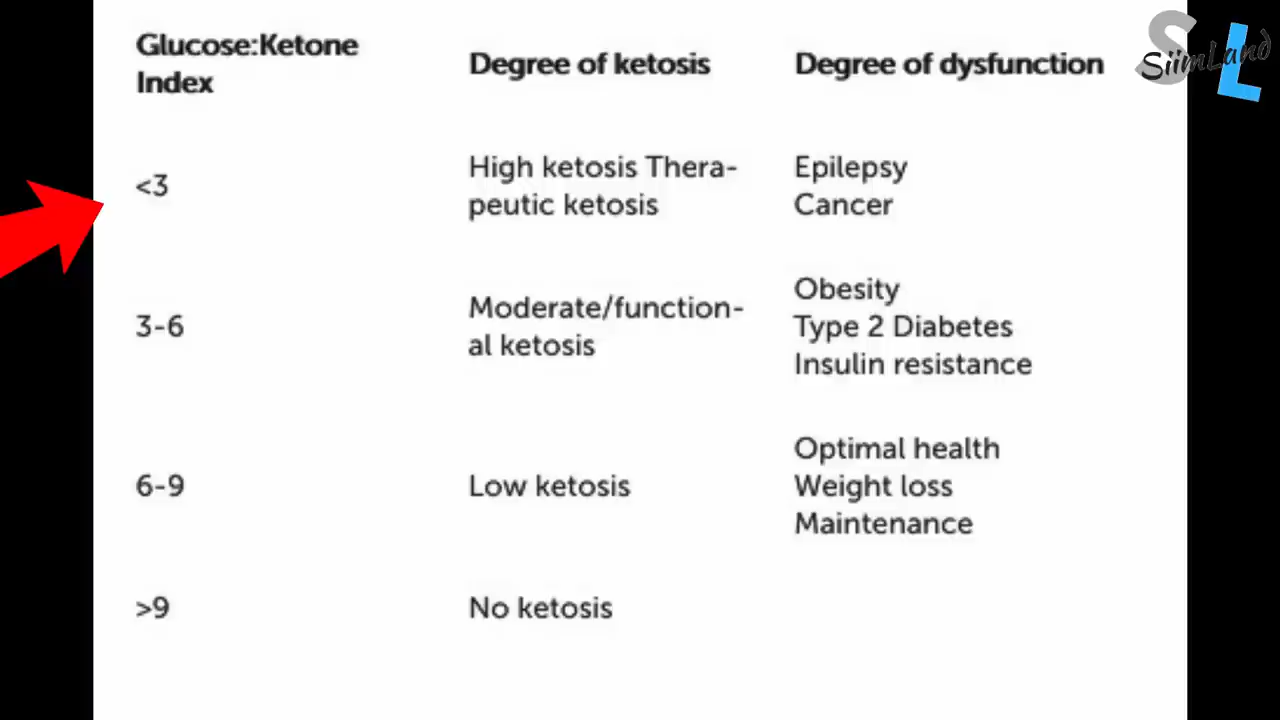 Glucose:Ketone
Index
Degree of ketosis
Degree of dysfunction
<3
High ketosis Thera-
peutic ketosis
Epilepsy
Cancer
3-6
Moderate/function-
al ketosis
Obesity
Type 2 Diabetes
Insulin resistance
6-9
Low ketosis
Optimal health
Weight loss
Maintenance
>9
No ketosis
SL
SiimLand